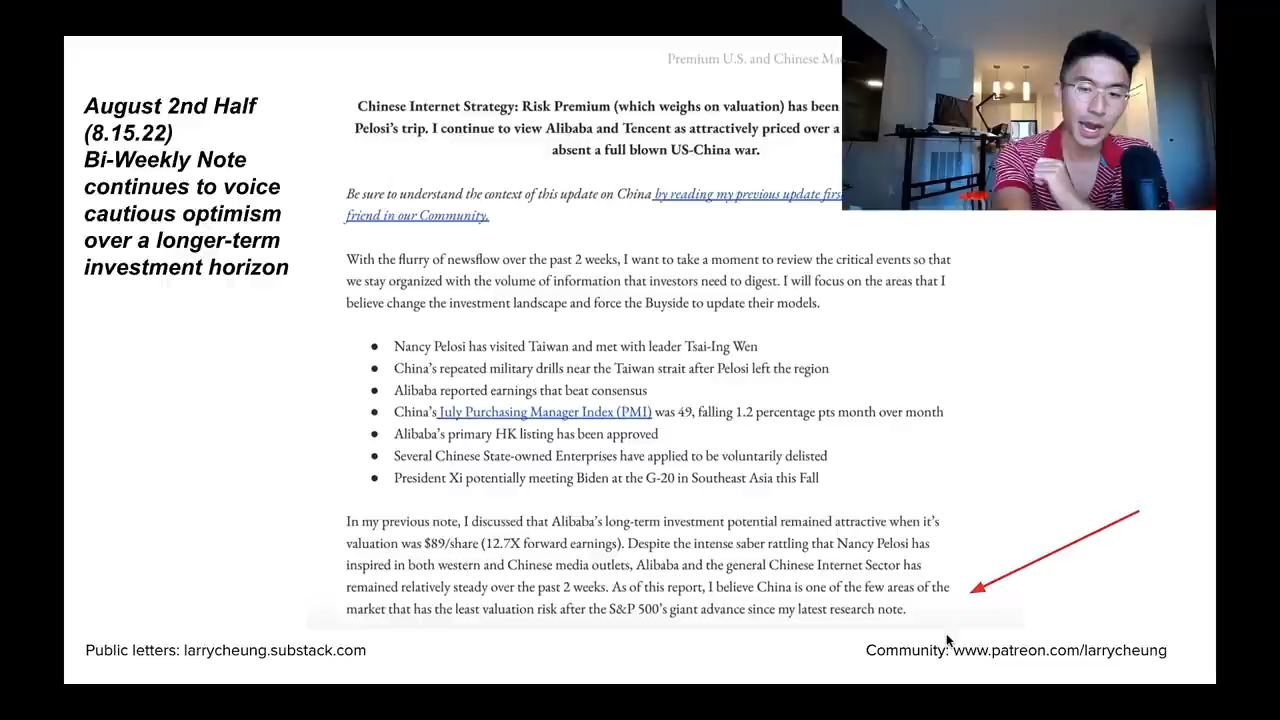 Premium U.S. and Chinese
August 2nd Half
(8.15.22)
Bi-Weekly Note
continues to voice
cautious optimism
over a longer-term
investment horizon
Chinese Internet Strategy: Risk Premium (which weighs on valuation) has been
Pelosi's trip. I continue to view Alibaba and Tencent as attractively priced over a
absent a full blown US-China war.
Be sure to understand the context of this update on China by reading my previous update
friend in our Community.
With the flurry of newsflow over the past 2 weeks, I want to take a moment to review the critical events so that
we stay organized with the volume of information that investors need to digest. I will focus on the areas that I
believe change the investment landscape and force the Buyside to update their models.
● Nancy Pelosi has visited Taiwan and met with leader Tsai-Ing Wen
● China's repeated military drills near the Taiwan strait after Pelosi left the region
● Alibaba reported earnings that beat consensus
● China's July Purchasing Manager Index (PMI) was 49, falling 1.2 percentage pts month over month
● Alibaba's primary HK listing has been approved
● Several Chinese State-owned Enterprises have applied to be voluntarily delisted
● President Xi potentially meeting Biden at the G-20 in Southeast Asia this Fall
In my previous note, I discussed that Alibaba's long-term investment potential remained attractive when it's
valuation was $89/share (12.7X forward earnings). Despite the intense saber rattling that Nancy Pelosi has
inspired in both western and Chinese media outlets, Alibaba and the general Chinese Internet Sector has
remained relatively steady over the past 2 weeks. As of this report, I believe China is one of the few areas of the
market that has the least valuation risk after the S&P 500's giant advance since my latest research note.
Public letters: larrycheung.substack.com
Community: www.patreon.com/larrycheung